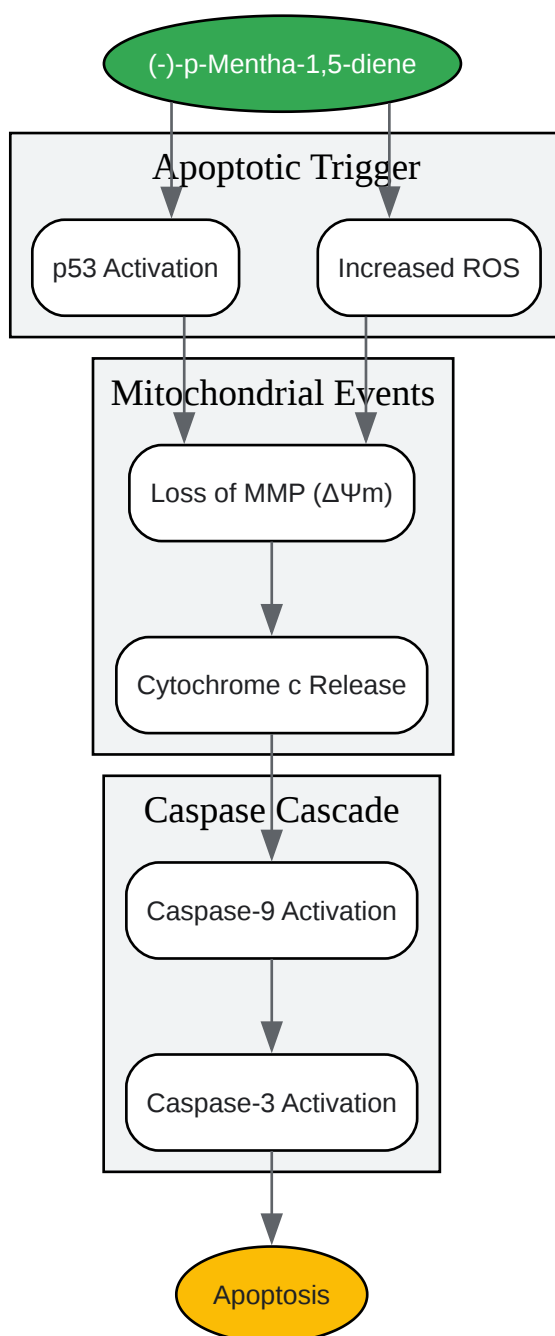 (-)-p-Mentha-1,5-diene
Apoptotic Trigger
p53 Activation
Increased ROS
Mitochondrial Events
Loss of MMP (ΔΨm)
Cytochrome c Release
Caspase Cascade
Caspase-9 Activation
Caspase-3 Activation
Apoptosis